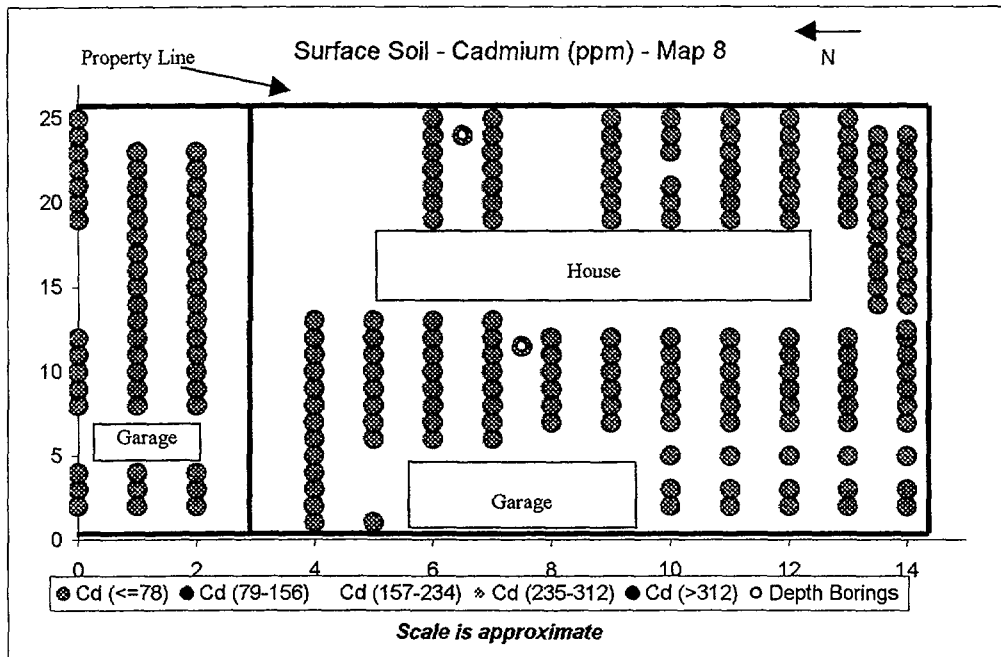 Surface Soil - Cadmium (ppm) - Map 8
N
Property Line
25
20
15
10
5
0
House
Garage
Garage
0 2 4 6 8 10 12 14
Cd (<=78) Cd (79-156) Cd (157-234) Cd (235-312) Cd (>312) Depth Borings
Scale is approximate